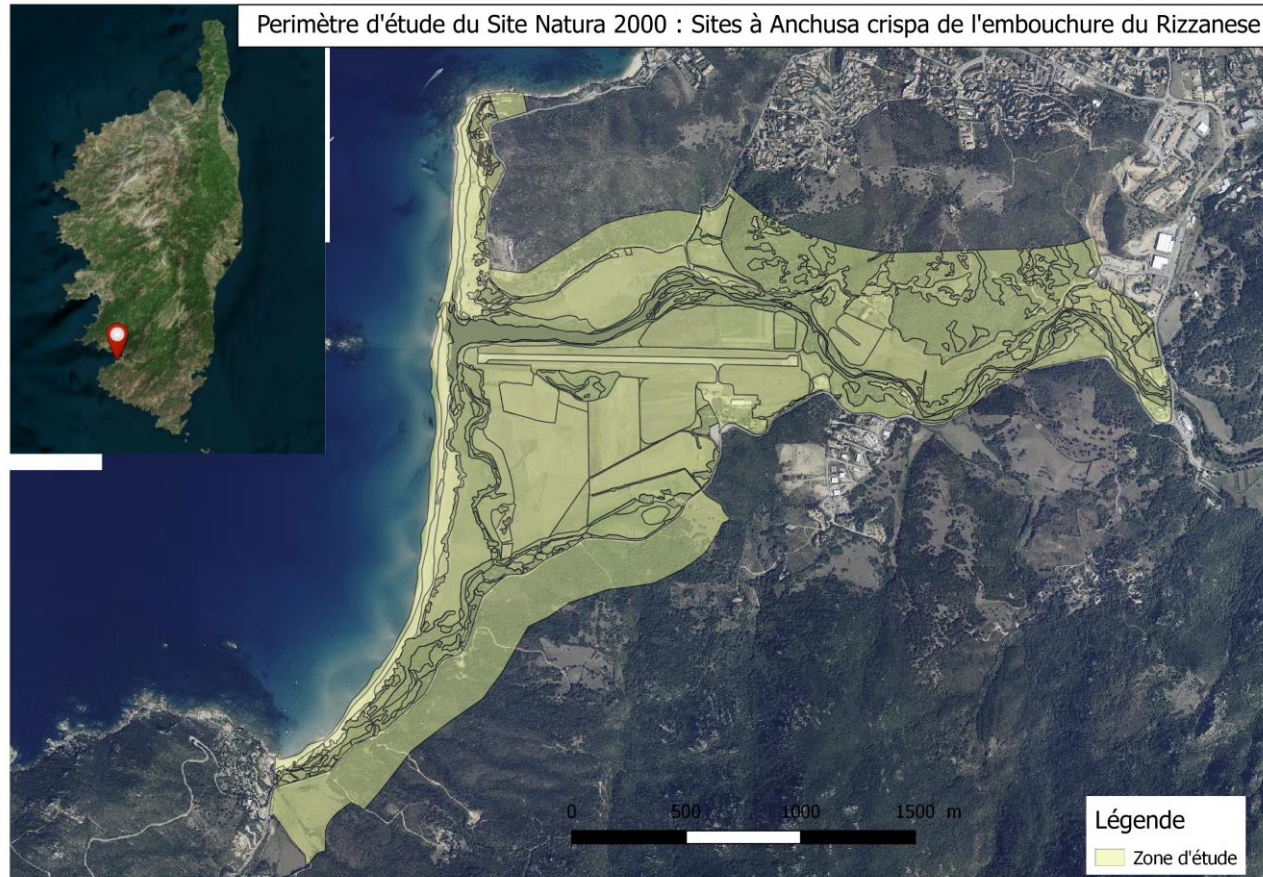 Perimètre d'étude du Site Natura 2000 : Sites à Anchusa crispa de l'embouchure du Rizzanese
0 500 1000 1500 m
Légende
Zone d'étude